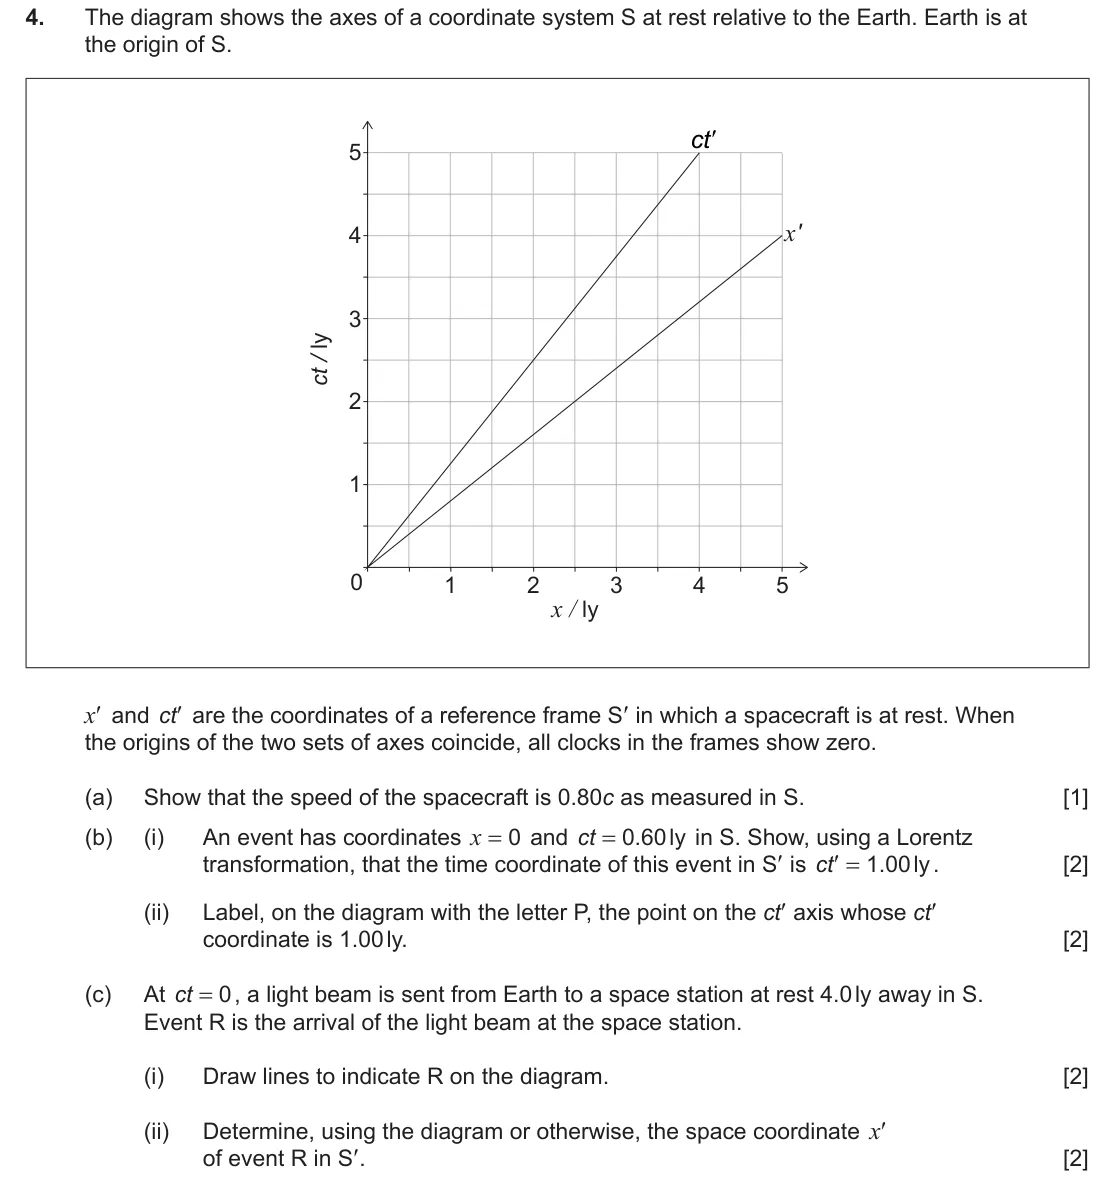 4. The diagram shows the axes of a coordinate system S at rest relative to the Earth. Earth is at
the origin of S.
ct′
5
x′
4
3
ct / ly
2
1
0 1 2 3 4 5
x / ly
x′ and ct′ are the coordinates of a reference frame S′ in which a spacecraft is at rest. When
the origins of the two sets of axes coincide, all clocks in the frames show zero.
(a) Show that the speed of the spacecraft is 0.80c as measured in S. [1]
(b) (i) An event has coordinates x = 0 and ct = 0.60 ly in S. Show, using a Lorentz
transformation, that the time coordinate of this event in S′ is ct′ = 1.00 ly. [2]
(ii) Label, on the diagram with the letter P, the point on the ct′ axis whose ct′
coordinate is 1.00 ly. [2]
(c) At ct = 0, a light beam is sent from Earth to a space station at rest 4.0 ly away in S.
Event R is the arrival of the light beam at the space station.
(i) Draw lines to indicate R on the diagram. [2]
(ii) Determine, using the diagram or otherwise, the space coordinate x′
of event R in S′. [2]